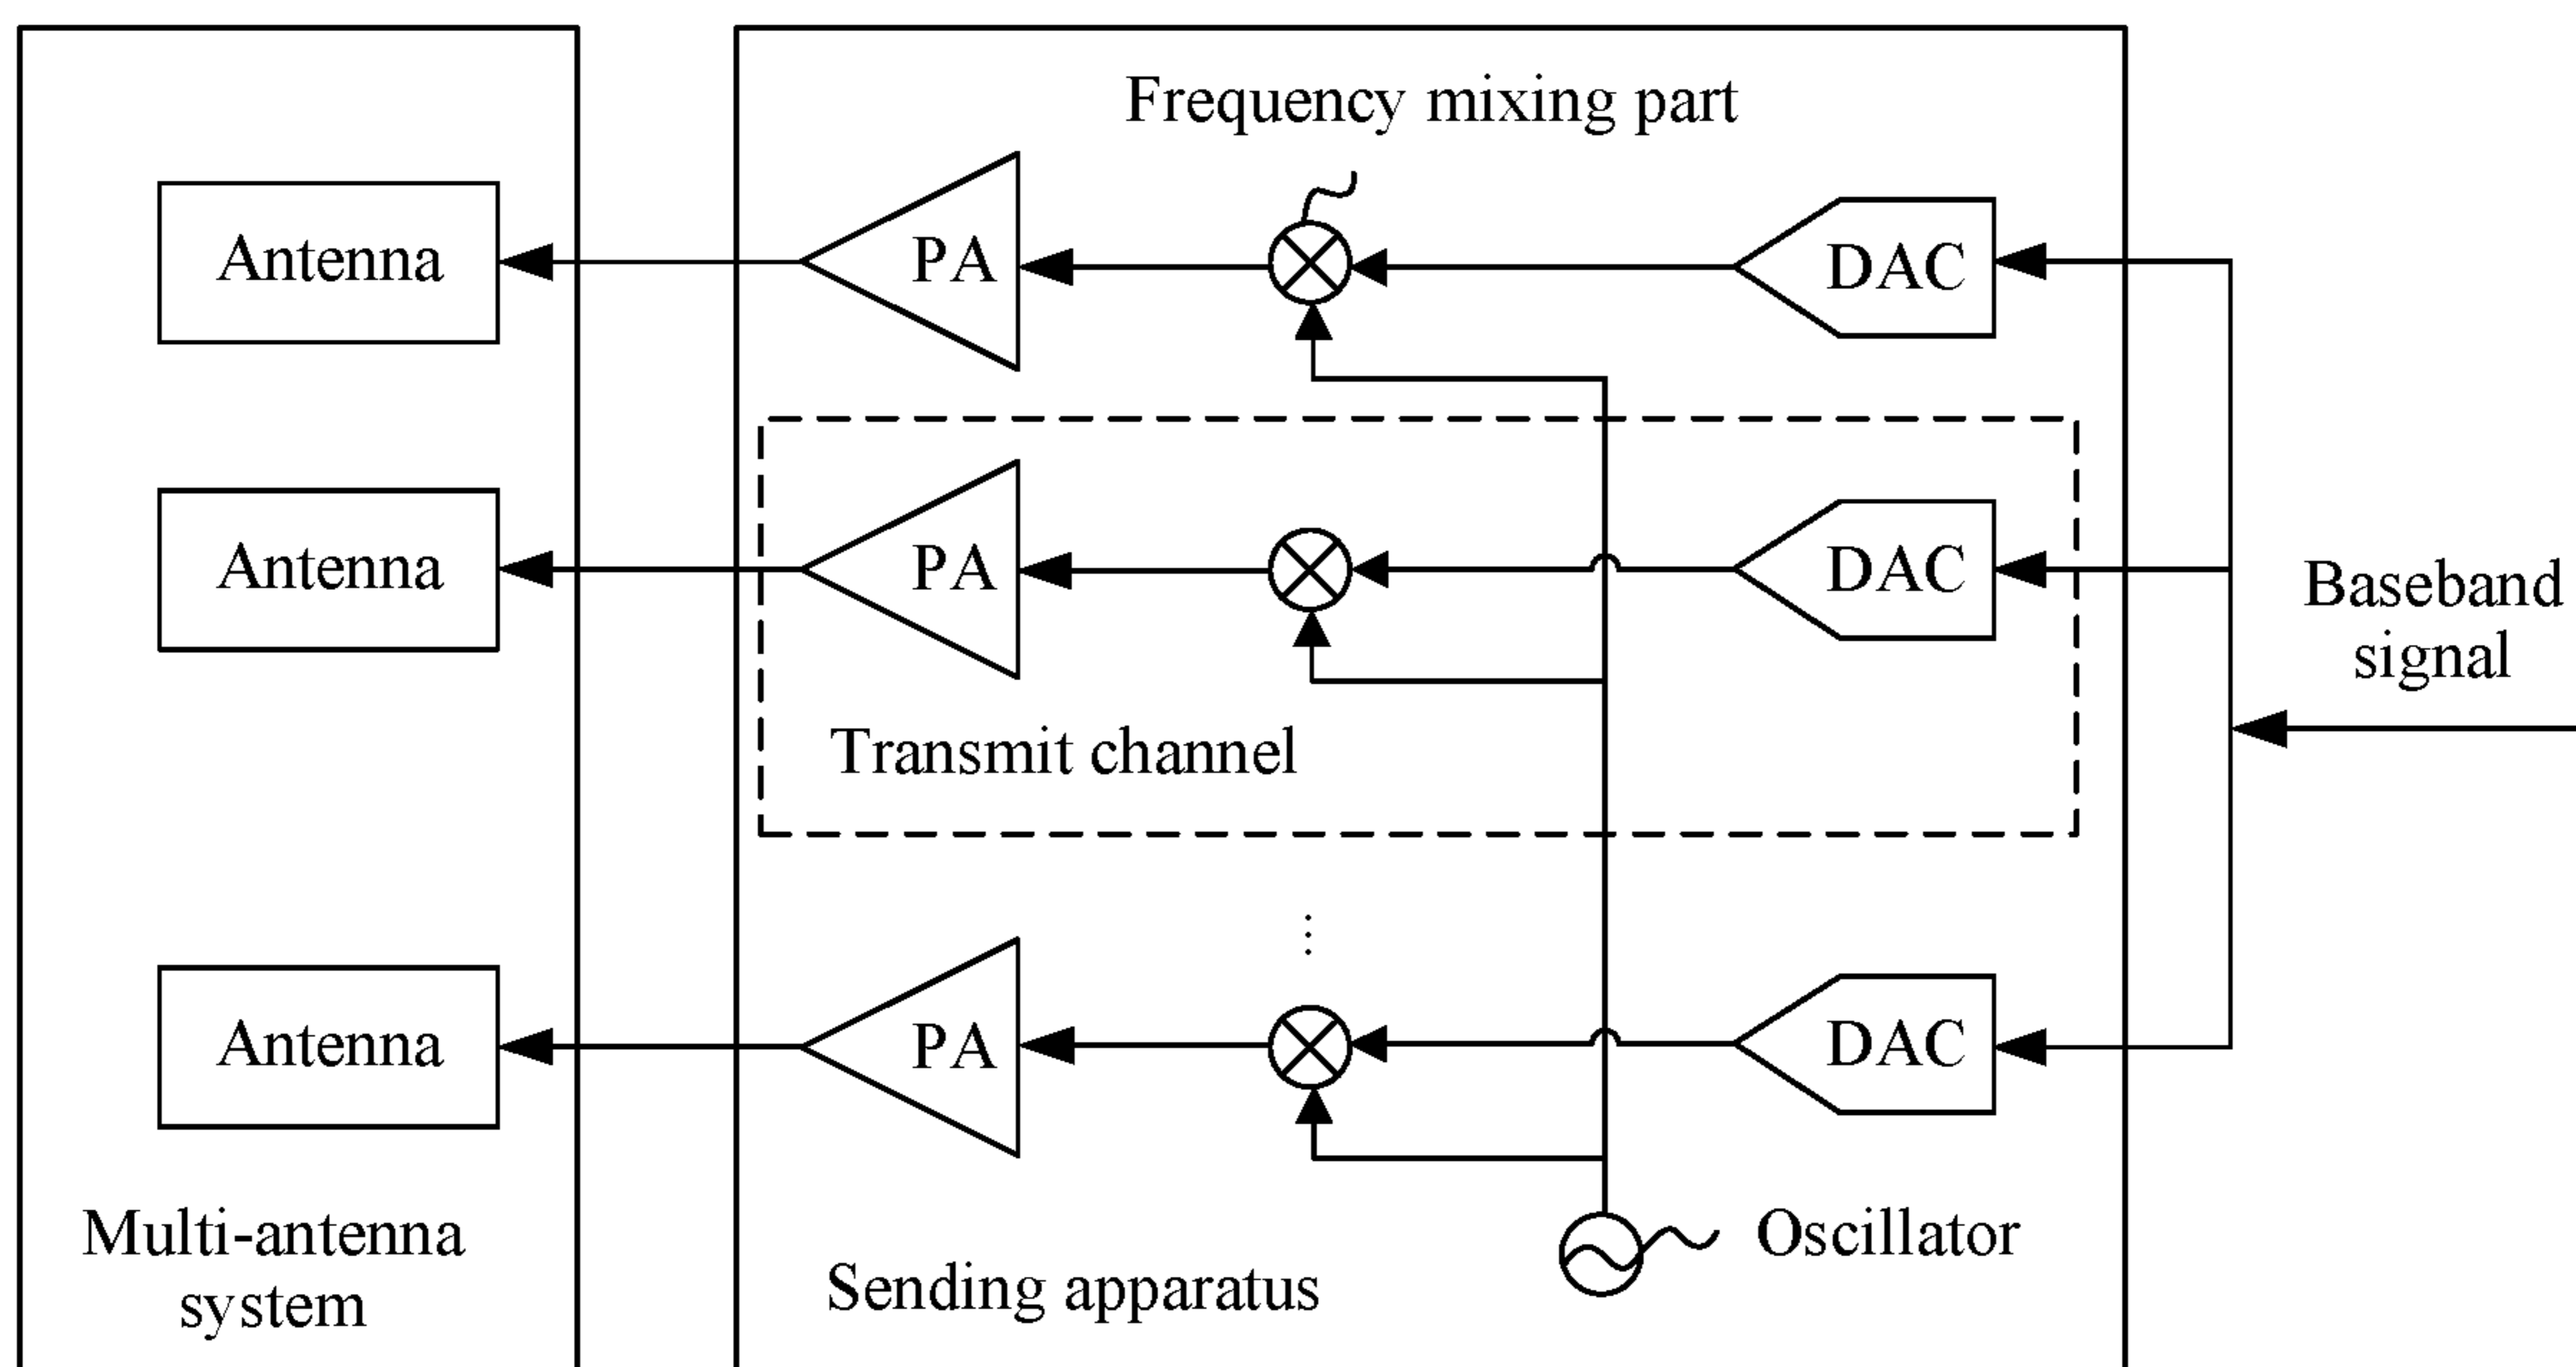 Frequency mixing part
Antenna
PA
DAC
Antenna
PA
DAC
Baseband
signal
Transmit channel
Antenna
PA
DAC
Multi-antenna
system
Sending apparatus
Oscillator